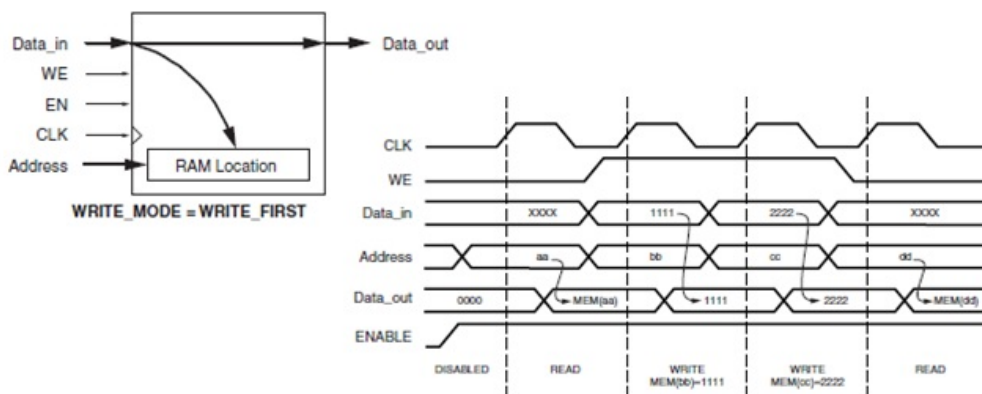 Data_in
Data_out
WE
EN
CLK
Address
RAM Location
WRITE_MODE = WRITE_FIRST
CLK
WE
Data_in XXXX 1111 2222 XXXX
Address aa bb cc dd
Data_out 0000 MEM(aa) 1111 2222 MEM(dd)
ENABLE
DISABLED READ WRITE WRITE READ
MEM(bb)=1111 MEM(cc)=2222